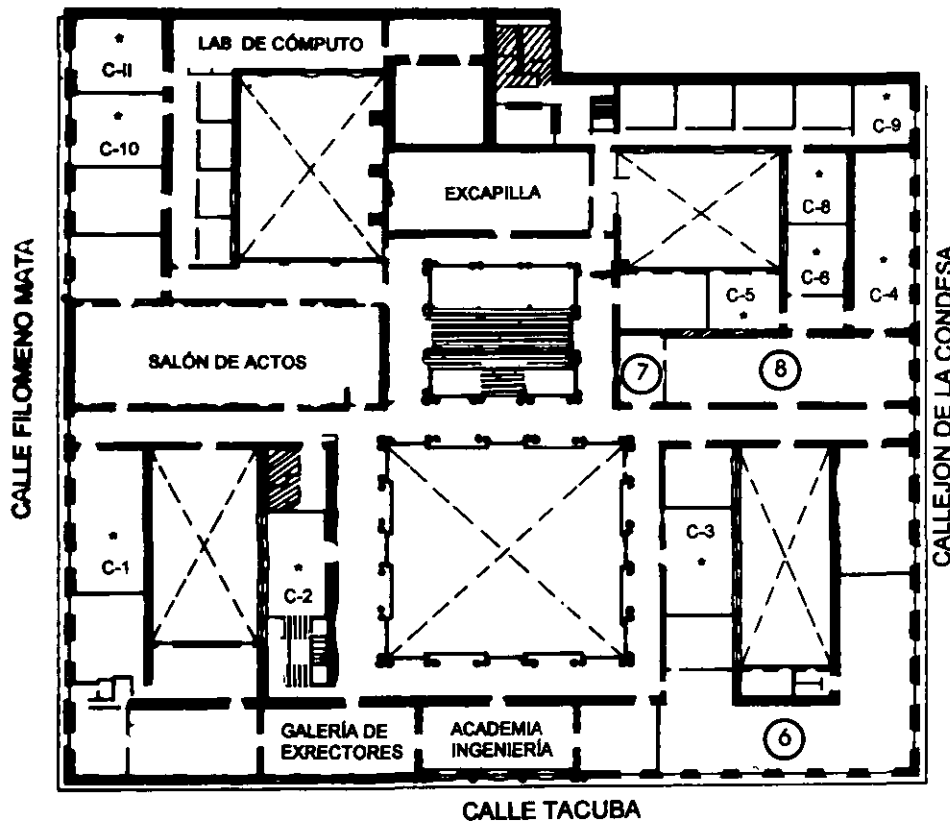 LAB DE CÓMPUTO
*
C-11
*
C-10
*
C-9
EXCAPILLA
*
C-8
*
C-6
*
C-4
C-5
*
SALÓN DE ACTOS
7
8
CALLE FILOMENO MATA
CALLEJON DE LA CONDESA
*
C-1
*
C-2
C-3
*
GALERÍA DE
EXRECTORES
ACADEMIA
INGENIERÍA
6
CALLE TACUBA